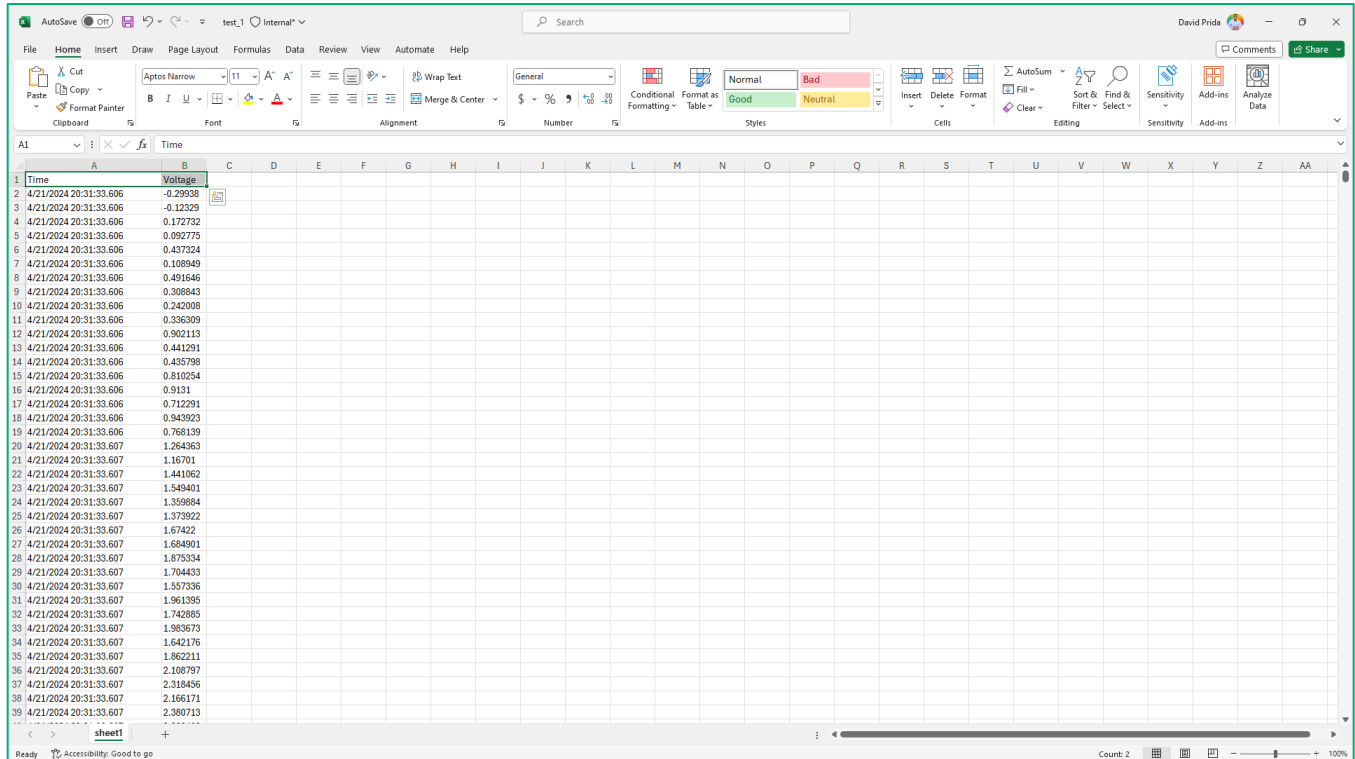 AutoSave Off test_1 Internal* Search David Prida
File Home Insert Draw Page Layout Formulas Data Review View Automate Help Comments Share
Paste Cut Copy Format Painter Clipboard
Aptos Narrow 11 A A B I U A Font
Wrap Text Merge & Center Alignment
General $ % Number
Conditional Formatting Format as Table Normal Bad Good Neutral Styles
Insert Delete Format Cells
AutoSum Fill Clear Sort & Filter Find & Select Editing
Sensitivity Sensitivity
Add-ins Add-ins
Analyze Data
A1 fx Time
A B C D E F G H I J K L M N O P Q R S T U V W X Y Z AA
1 Time Voltage
2 4/21/2024 20:31:33.606 -0.29938
3 4/21/2024 20:31:33.606 -0.12329
4 4/21/2024 20:31:33.606 0.172732
5 4/21/2024 20:31:33.606 0.092775
6 4/21/2024 20:31:33.606 0.437324
7 4/21/2024 20:31:33.606 0.108949
8 4/21/2024 20:31:33.606 0.491646
9 4/21/2024 20:31:33.606 0.308843
10 4/21/2024 20:31:33.606 0.242008
11 4/21/2024 20:31:33.606 0.336309
12 4/21/2024 20:31:33.606 0.902113
13 4/21/2024 20:31:33.606 0.441291
14 4/21/2024 20:31:33.606 0.435798
15 4/21/2024 20:31:33.606 0.810254
16 4/21/2024 20:31:33.606 0.9131
17 4/21/2024 20:31:33.606 0.712291
18 4/21/2024 20:31:33.606 0.943923
19 4/21/2024 20:31:33.606 0.768139
20 4/21/2024 20:31:33.607 1.264363
21 4/21/2024 20:31:33.607 1.16701
22 4/21/2024 20:31:33.607 1.441062
23 4/21/2024 20:31:33.607 1.549401
24 4/21/2024 20:31:33.607 1.359884
25 4/21/2024 20:31:33.607 1.373922
26 4/21/2024 20:31:33.607 1.67422
27 4/21/2024 20:31:33.607 1.684901
28 4/21/2024 20:31:33.607 1.875334
29 4/21/2024 20:31:33.607 1.704433
30 4/21/2024 20:31:33.607 1.557336
31 4/21/2024 20:31:33.607 1.961395
32 4/21/2024 20:31:33.607 1.742885
33 4/21/2024 20:31:33.607 1.983673
34 4/21/2024 20:31:33.607 1.642176
35 4/21/2024 20:31:33.607 1.862211
36 4/21/2024 20:31:33.607 2.108797
37 4/21/2024 20:31:33.607 2.318456
38 4/21/2024 20:31:33.607 2.166171
39 4/21/2024 20:31:33.607 2.380713
sheet1
Ready Accessibility: Good to go Count: 2 100%